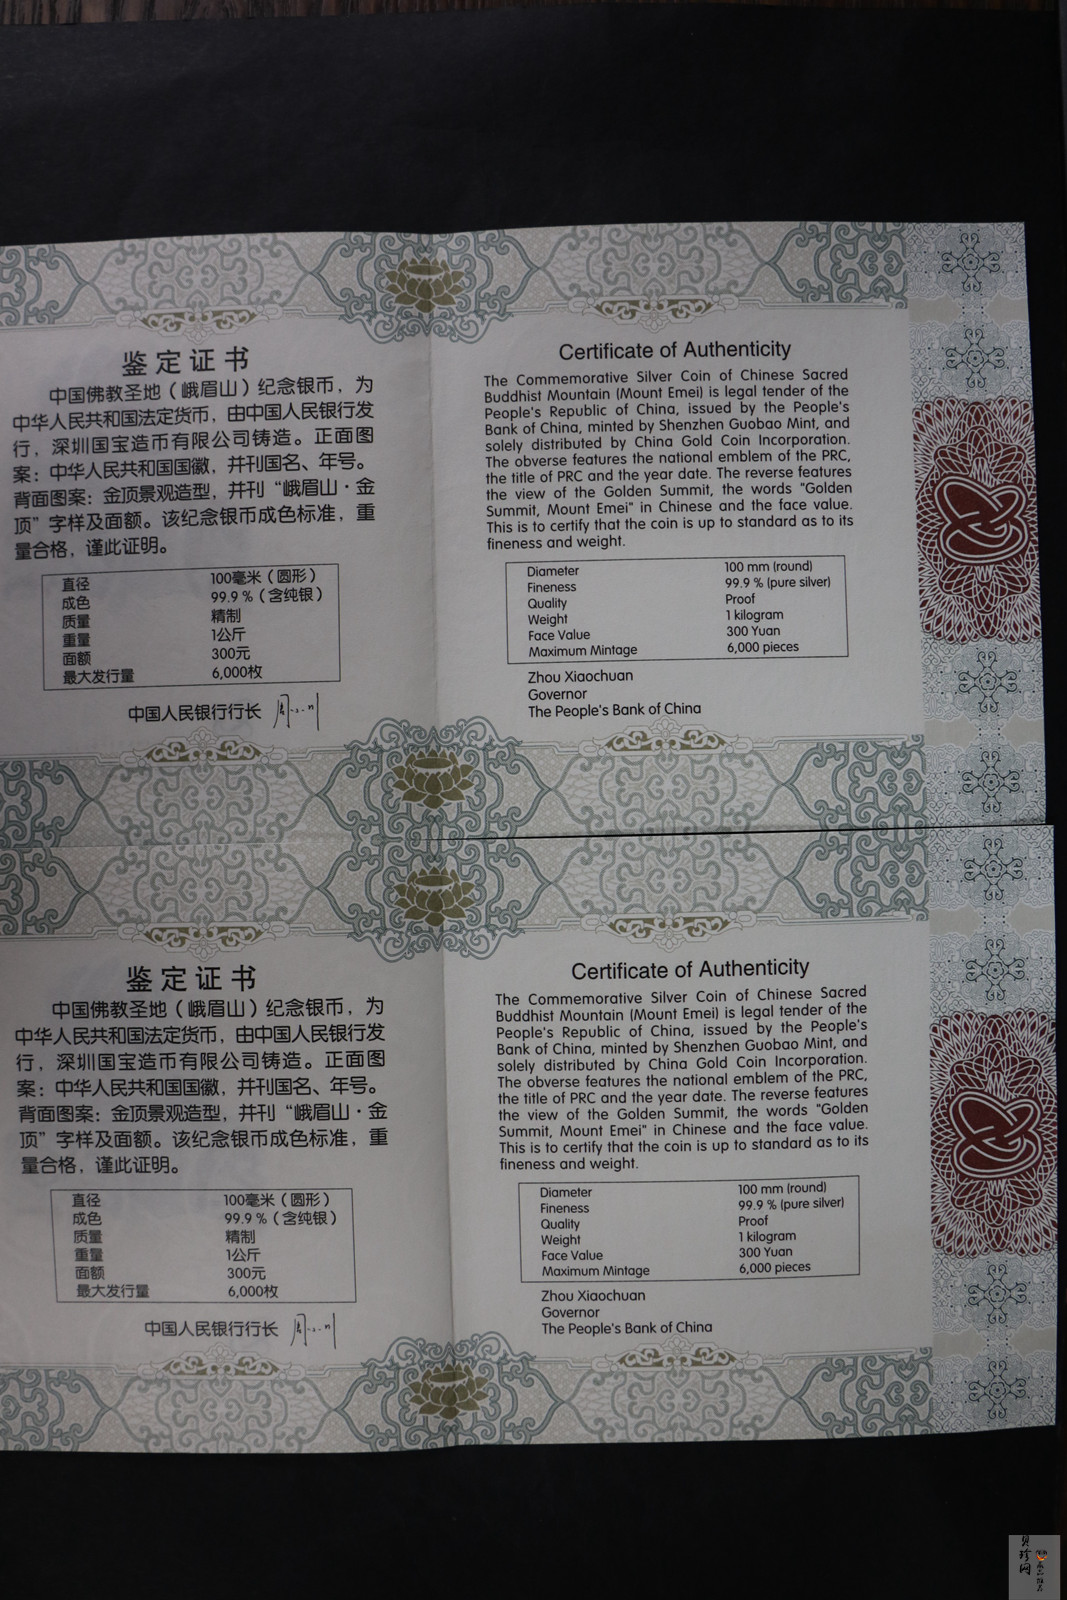 鉴定证书
中国佛教圣地（峨眉山）纪念银币，为
中华人民共和国法定货币，由中国人民银行发
行，深圳国宝造币有限公司铸造。正面图
案：中华人民共和国国徽，并刊国名、年号。
背面图案：金顶景观造型，并刊“峨眉山·金
顶”字样及面额。该纪念银币成色标准，重
量合格，谨此证明。
直径 100毫米（圆形）
成色 99.9 %（含纯银）
质量 精制
重量 1公斤
面额 300元
最大发行量 6,000枚
中国人民银行行长
Certificate of Authenticity
The Commemorative Silver Coin of Chinese Sacred
Buddhist Mountain (Mount Emei) is legal tender of the
People's Republic of China, issued by the People's
Bank of China, minted by Shenzhen Guobao Mint, and
solely distributed by China Gold Coin Incorporation.
The obverse features the national emblem of the PRC,
the title of PRC and the year date. The reverse features
the view of the Golden Summit, the words "Golden
Summit, Mount Emei" in Chinese and the face value.
This is to certify that the coin is up to standard as to its
fineness and weight.
Diameter 100 mm (round)
Fineness 99.9 % (pure silver)
Quality Proof
Weight 1 kilogram
Face Value 300 Yuan
Maximum Mintage 6,000 pieces
Zhou Xiaochuan
Governor
The People's Bank of China
鉴定证书
中国佛教圣地（峨眉山）纪念银币，为
中华人民共和国法定货币，由中国人民银行发
行，深圳国宝造币有限公司铸造。正面图
案：中华人民共和国国徽，并刊国名、年号。
背面图案：金顶景观造型，并刊“峨眉山·金
顶”字样及面额。该纪念银币成色标准，重
量合格，谨此证明。
直径 100毫米（圆形）
成色 99.9 %（含纯银）
质量 精制
重量 1公斤
面额 300元
最大发行量 6,000枚
中国人民银行行长
Certificate of Authenticity
The Commemorative Silver Coin of Chinese Sacred
Buddhist Mountain (Mount Emei) is legal tender of the
People's Republic of China, issued by the People's
Bank of China, minted by Shenzhen Guobao Mint, and
solely distributed by China Gold Coin Incorporation.
The obverse features the national emblem of the PRC,
the title of PRC and the year date. The reverse features
the view of the Golden Summit, the words "Golden
Summit, Mount Emei" in Chinese and the face value.
This is to certify that the coin is up to standard as to its
fineness and weight.
Diameter 100 mm (round)
Fineness 99.9 % (pure silver)
Quality Proof
Weight 1 kilogram
Face Value 300 Yuan
Maximum Mintage 6,000 pieces
Zhou Xiaochuan
Governor
The People's Bank of China
贝珍网